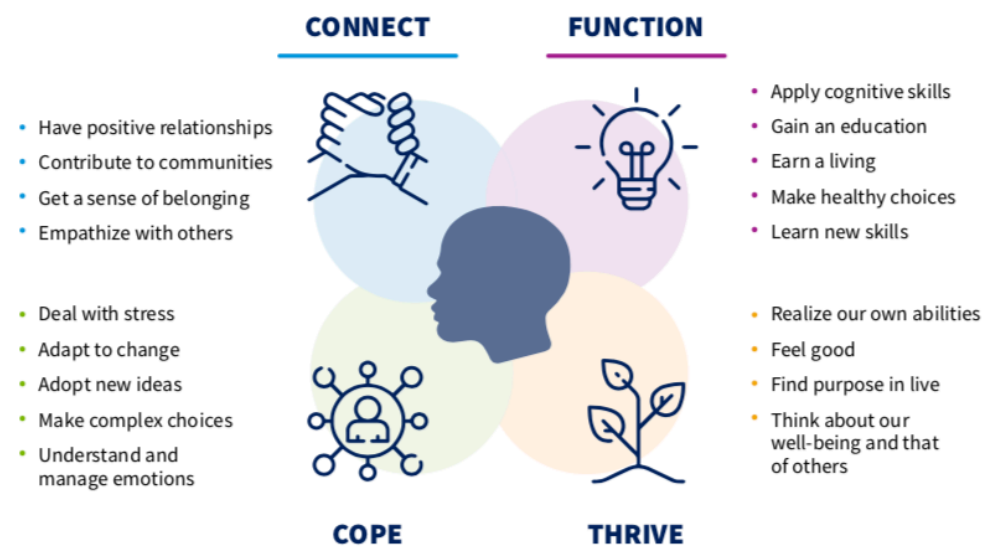 CONNECT
Have positive relationships
Contribute to communities
Get a sense of belonging
Empathize with others
FUNCTION
Apply cognitive skills
Gain an education
Earn a living
Make healthy choices
Learn new skills
Deal with stress
Adapt to change
Adopt new ideas
Make complex choices
Understand and
manage emotions
COPE
Realize our own abilities
Feel good
Find purpose in live
Think about our
well-being and that
of others
THRIVE